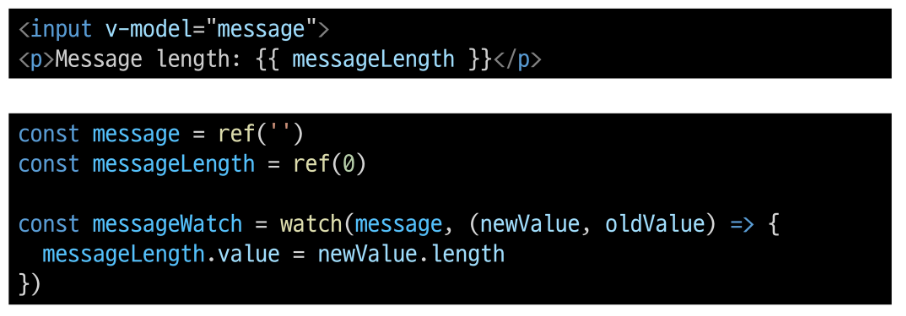 <input v-model="message">
<p>Message length: {{ messageLength }}</p>
const message = ref('')
const messageLength = ref(0)
const messageWatch = watch(message, (newValue, oldValue) => {
  messageLength.value = newValue.length
})